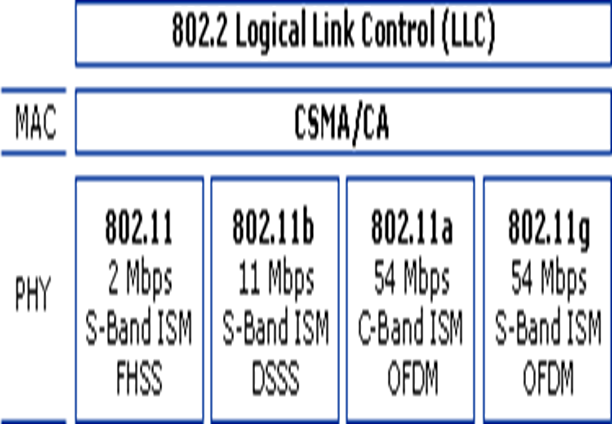 802.2 Logical Link Control (LLC)
MAC
CSMA/CA
PHY
802.11
2 Mbps
S-Band ISM
FHSS
802.11b
11 Mbps
S-Band ISM
DSSS
802.11a
54 Mbps
C-Band ISM
OFDM
802.11g
54 Mbps
S-Band ISM
OFDM